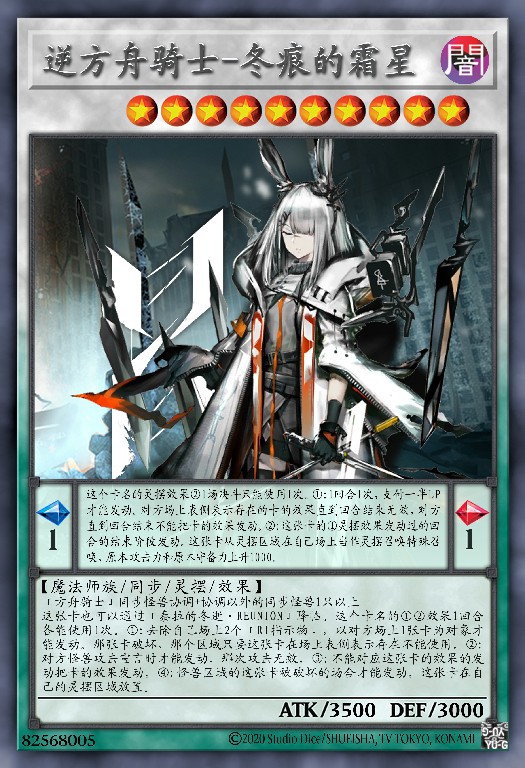 逆方舟骑士-冬痕的霜星
闇
这个卡名的灵摆效果②1场决斗只能使用1次。①:1回合1次，支付一半LP
才能发动。对方场上表侧表示存在的卡的效果直到回合结束无效，对方
直到回合结束不能把卡的效果发动。②:这张卡的①灵摆效果发动过的回
合的结束阶段发动。这张卡从灵摆区域在自己场上当作灵摆召唤特殊召
唤，原本攻击力和原本守备力上升1000。
1
1
【魔法师族/同步/灵摆/效果】
「方舟骑士」同步怪兽协调+协调以外的同步怪兽1只以上
这张卡也可以通过「泰拉的冬逝·REUNION」降临。这个卡名的①②效果1回合
各能使用1次。①:去除自己场上2个「RI指示物」，以对方场上1张卡为对象才
能发动。那张卡破坏，那个区域只要这张卡在场上表侧表示存在不能使用。②:
对方怪兽攻击宣言时才能发动。那次攻击无效。③:不能对应这张卡的效果的发
动把卡的效果发动。④:怪兽区域的这张卡被破坏的场合才能发动。这张卡在自
己的灵摆区域放置。
ATK/3500 DEF/3000
82568005
©2020 Studio Dice/SHUEISHA, TV TOKYO, KONAMI